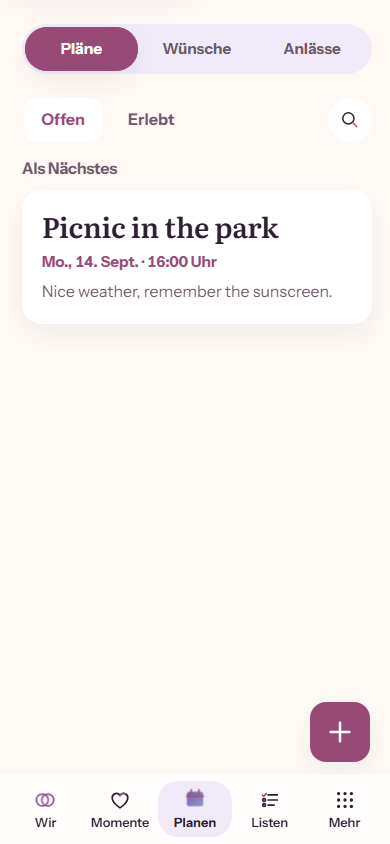 Pläne Wünsche Anlässe
Offen Erlebt
Als Nächstes
Picnic in the park
Mo., 14. Sept. · 16:00 Uhr
Nice weather, remember the sunscreen.
Wir Momente Planen Listen Mehr